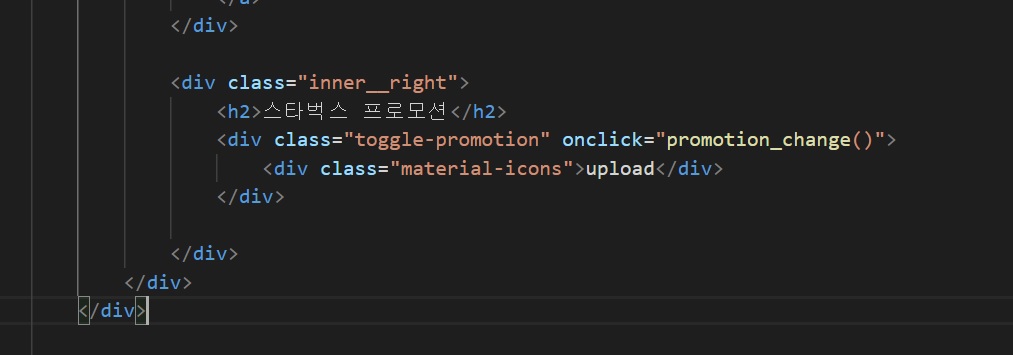 </a>
</div>
<div class="inner__right">
<h2>스타벅스 프로모션</h2>
<div class="toggle-promotion" onclick="promotion_change()">
<div class="material-icons">upload</div>
</div>
</div>
</div>
</div>